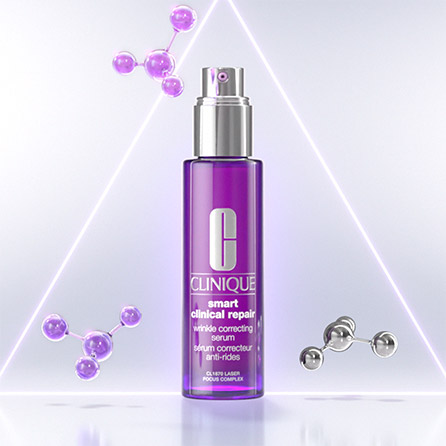 C
CLINIQUE
smart
clinical repair
wrinkle correcting
serum
sérum correcteur
anti-rides
CL1870 LASER
FOCUS COMPLEX